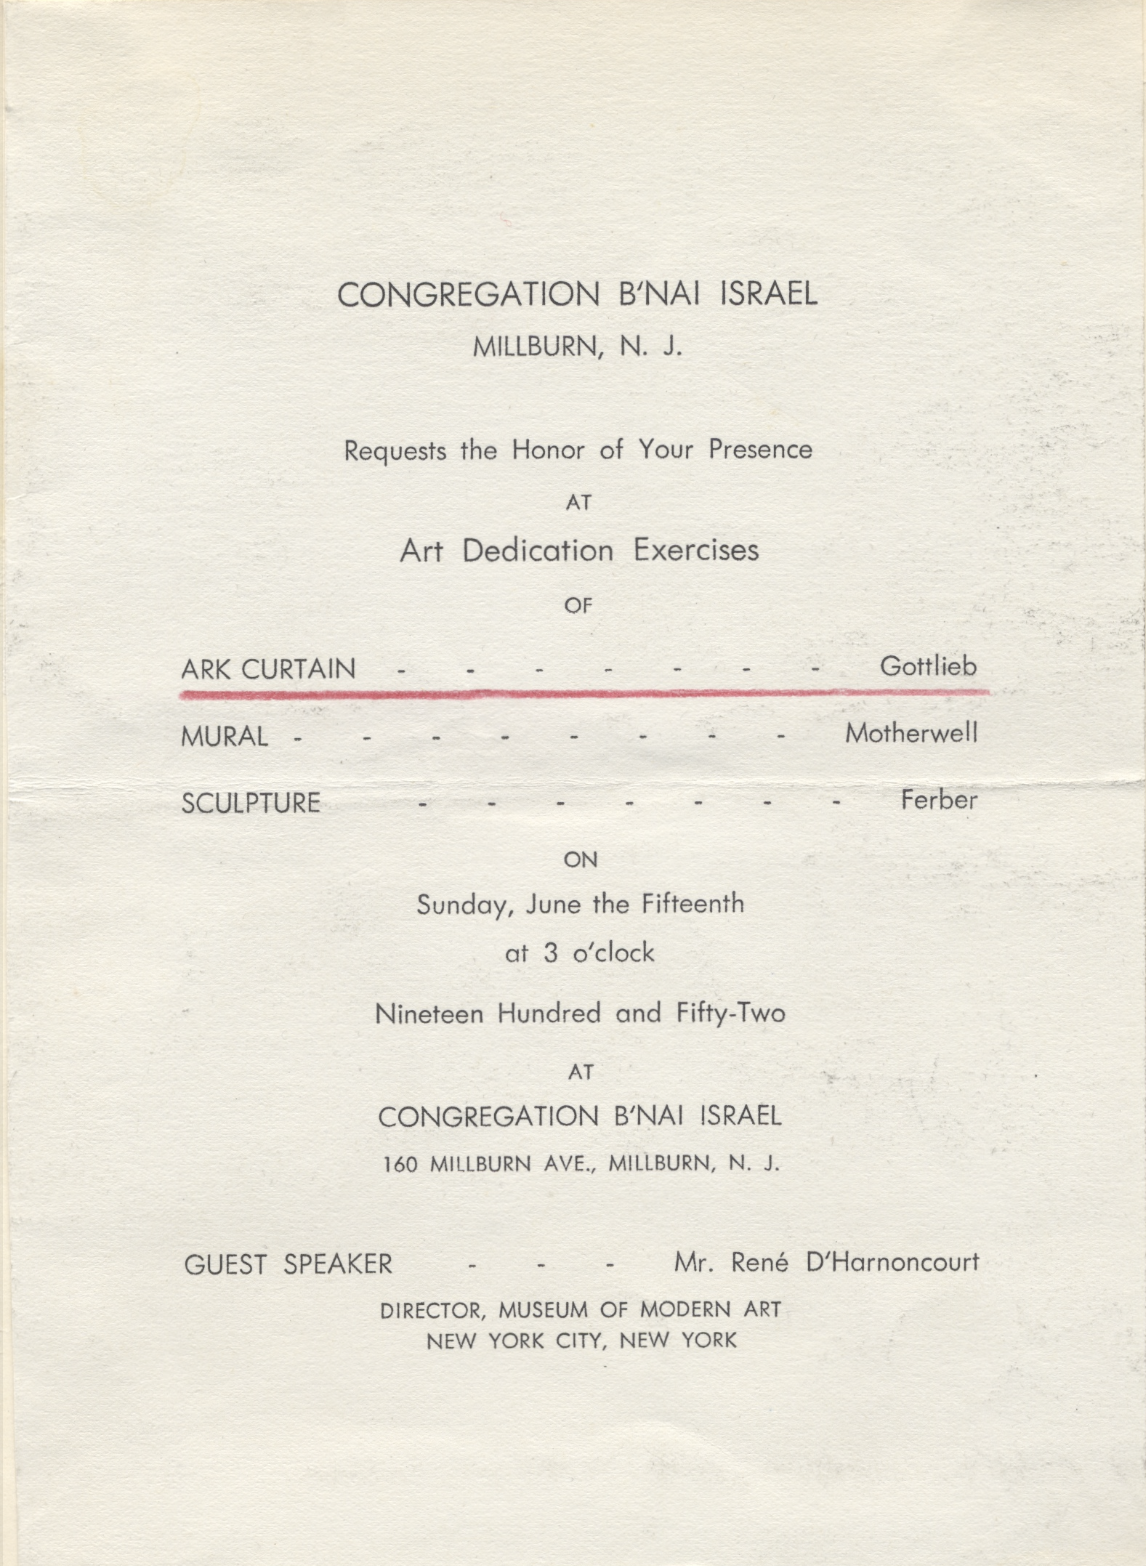 CONGREGATION B'NAI ISRAEL
MILLBURN, N. J.
Requests the Honor of Your Presence
AT
Art Dedication Exercises
OF
ARK CURTAIN - - - - - - - Gottlieb
MURAL - - - - - - - - Motherwell
SCULPTURE - - - - - - - Ferber
ON
Sunday, June the Fifteenth
at 3 o'clock
Nineteen Hundred and Fifty-Two
AT
CONGREGATION B'NAI ISRAEL
160 MILLBURN AVE., MILLBURN, N. J.
GUEST SPEAKER - - - Mr. René D'Harnoncourt
DIRECTOR, MUSEUM OF MODERN ART
NEW YORK CITY, NEW YORK